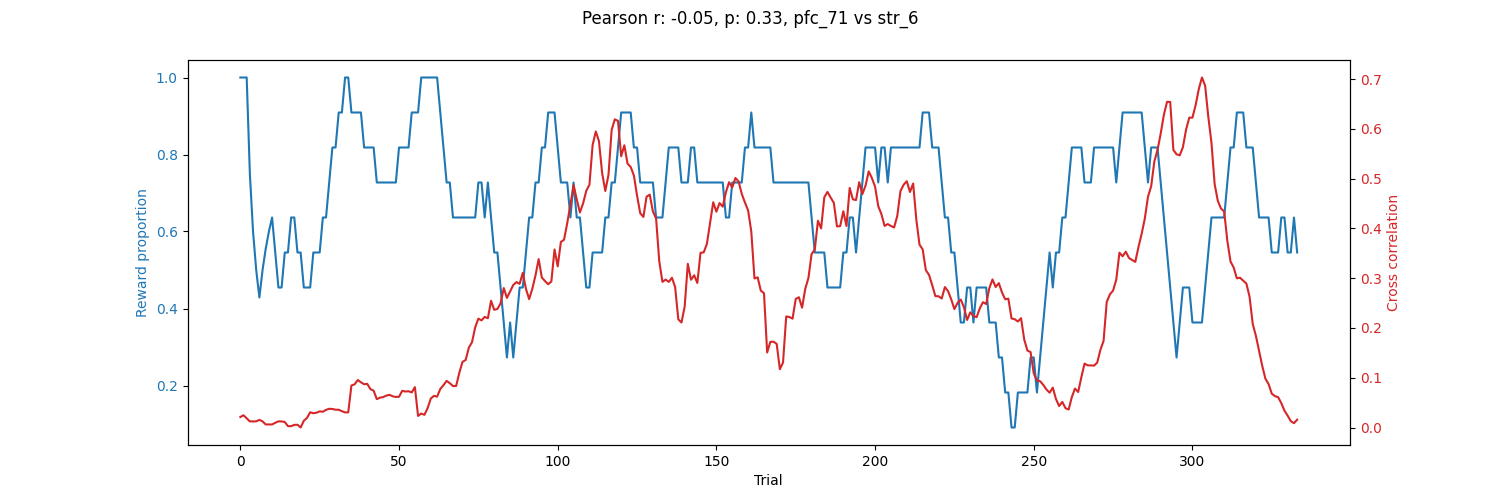 Pearson r: -0.05, p: 0.33, pfc_71 vs str_6
1.0
0.8
0.6
0.4
0.2
Reward proportion
0.7
0.6
0.5
0.4
0.3
0.2
0.1
0.0
Cross correlation
0 50 100 150 200 250 300
Trial